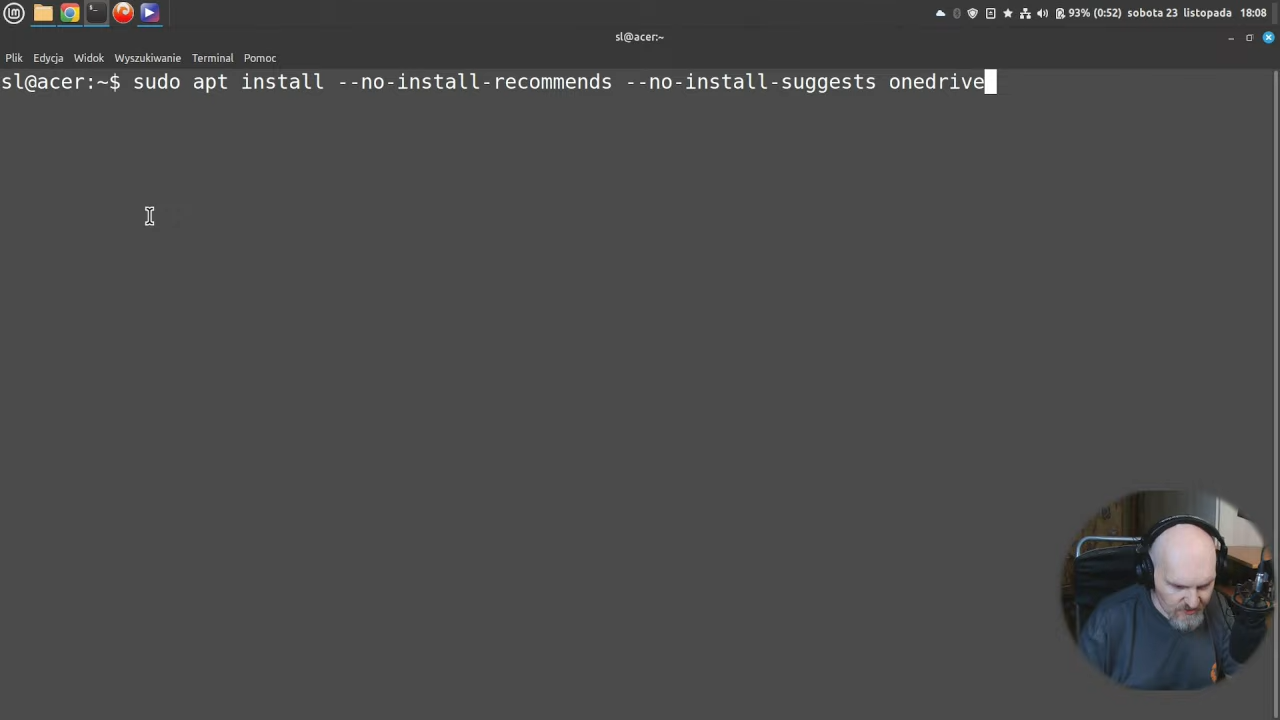 93% (0:52) sobota 23 listopada 18:08
sl@acer:~
Plik Edycja Widok Wyszukiwanie Terminal Pomoc
sl@acer:~$ sudo apt install --no-install-recommends --no-install-suggests onedrive